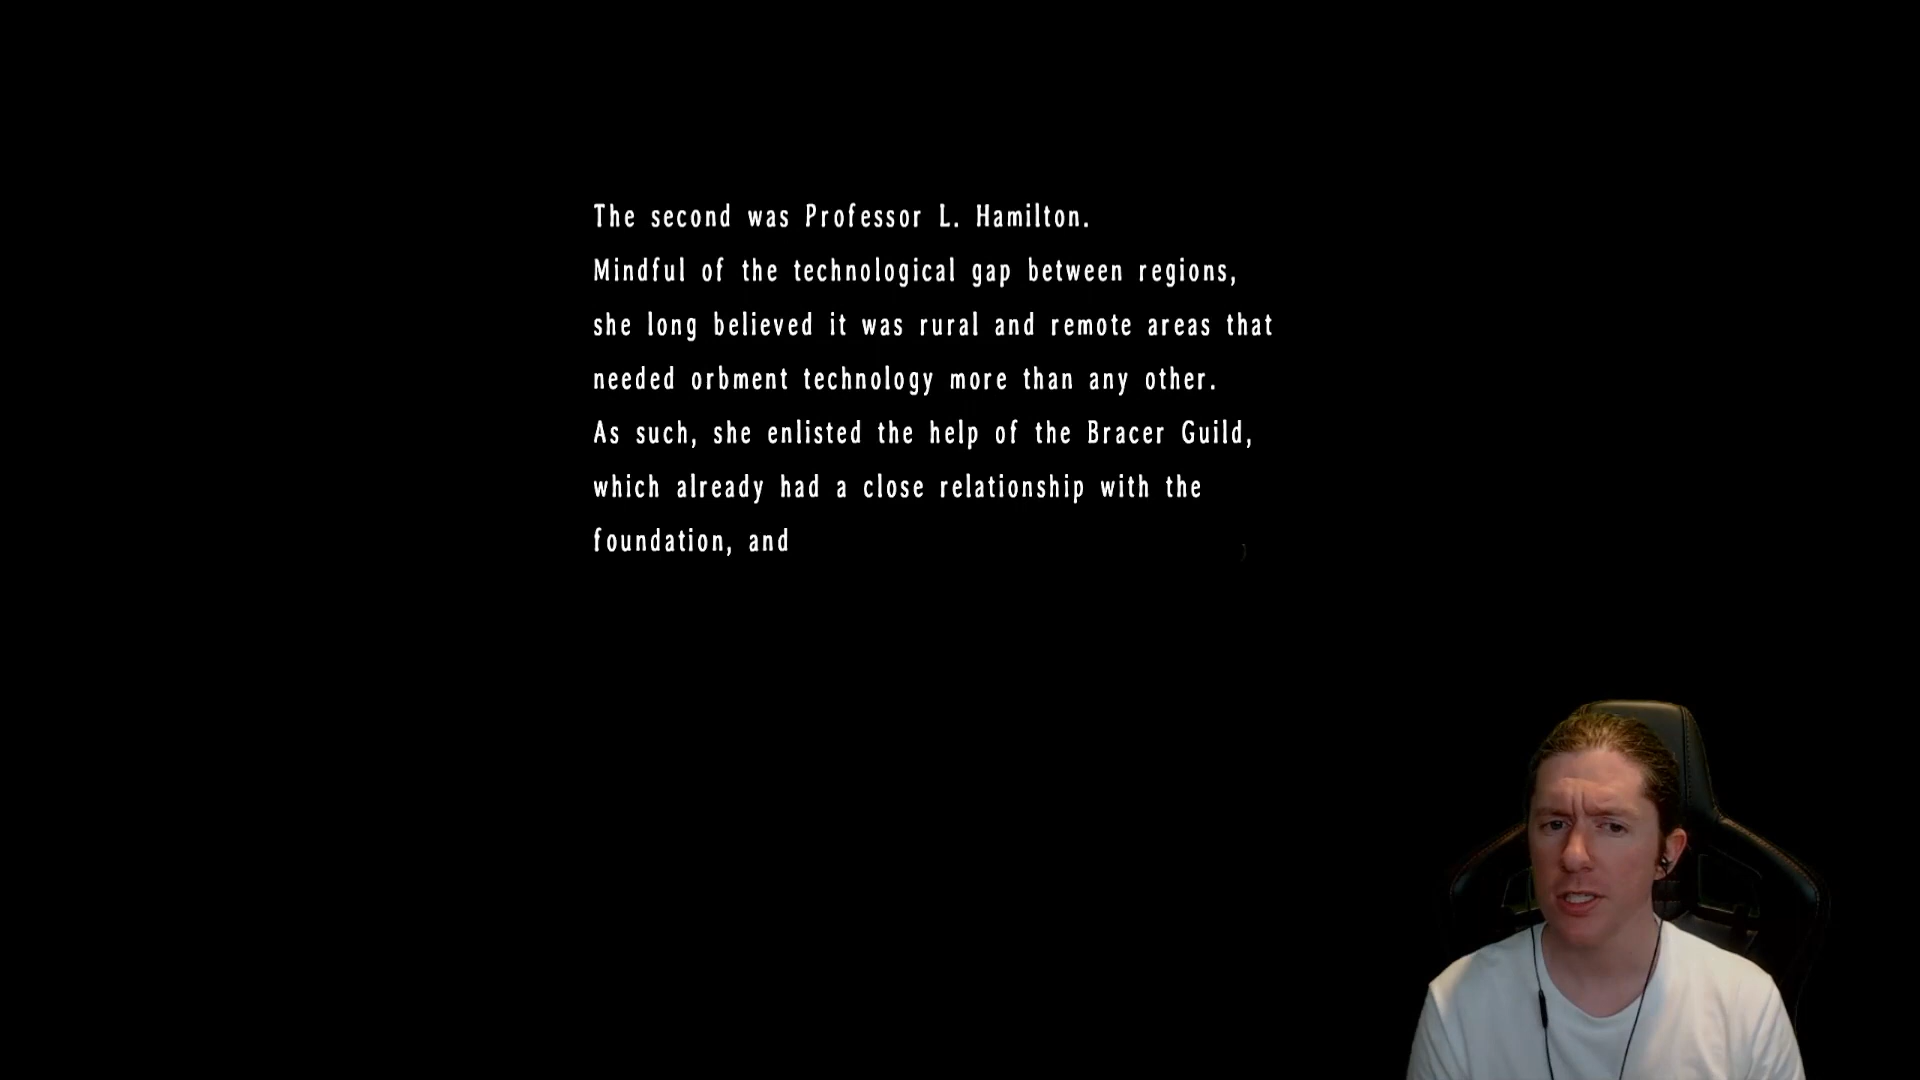 The second was Professor L. Hamilton.
Mindful of the technological gap between regions,
she long believed it was rural and remote areas that
needed orbment technology more than any other.
As such, she enlisted the help of the Bracer Guild,
which already had a close relationship with the
foundation, and